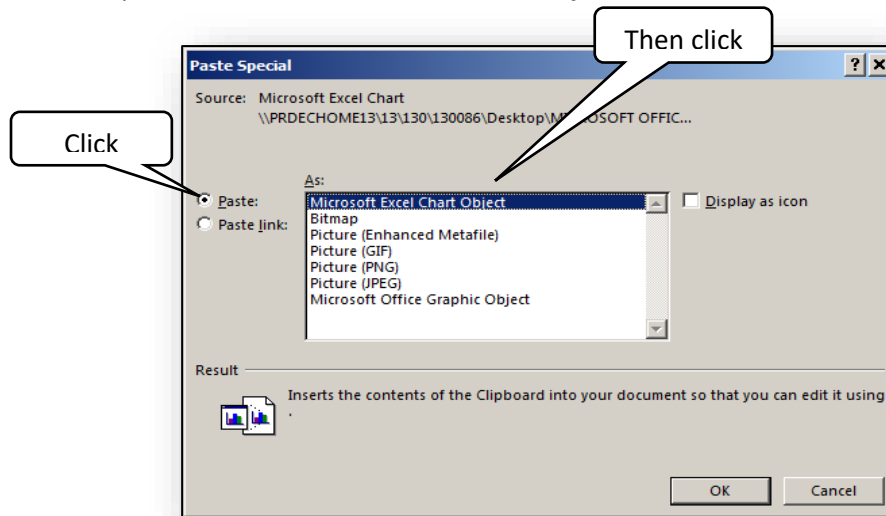 Then click
Paste Special
Source: Microsoft Excel Chart
\\PRDECHOME13\13\130\130086\Desktop\M OSOFT OFFIC...
Click
As:
Paste:
Microsoft Excel Chart Object
Display as icon
Paste link:
Bitmap
Picture (Enhanced Metafile)
Picture (GIF)
Picture (PNG)
Picture (JPEG)
Microsoft Office Graphic Object
Result
Inserts the contents of the Clipboard into your document so that you can edit it using
.
OK
Cancel